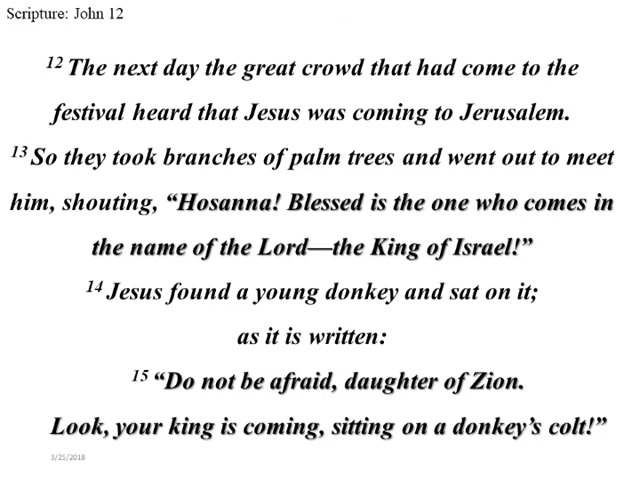 Scripture: John 12
12 The next day the great crowd that had come to the
festival heard that Jesus was coming to Jerusalem.
13 So they took branches of palm trees and went out to meet
him, shouting, “Hosanna! Blessed is the one who comes in
the name of the Lord—the King of Israel!”
14 Jesus found a young donkey and sat on it;
as it is written:
15 “Do not be afraid, daughter of Zion.
Look, your king is coming, sitting on a donkey’s colt!”
3/25/2018